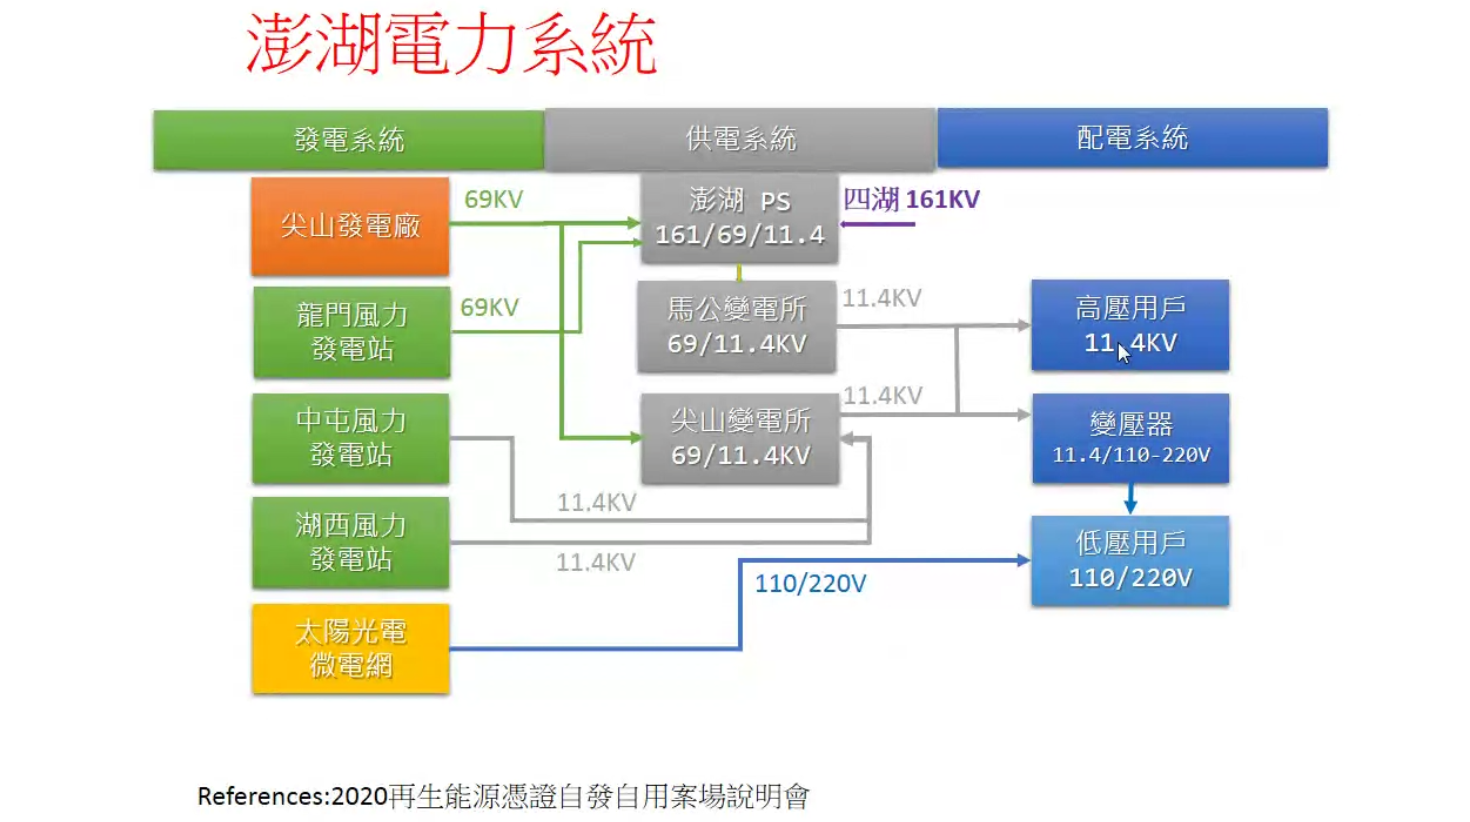 澎湖電力系統
發電系統
供電系統
配電系統
尖山發電廠
69KV
澎湖 PS
161/69/11.4
四湖 161KV
龍門風力
發電站
69KV
馬公變電所
69/11.4KV
11.4KV
高壓用戶
11.4KV
中屯風力
發電站
尖山變電所
69/11.4KV
11.4KV
變壓器
11.4/110-220V
11.4KV
湖西風力
發電站
11.4KV
低壓用戶
110/220V
110/220V
太陽光電
微電網
References:2020再生能源憑證自發自用案場說明會